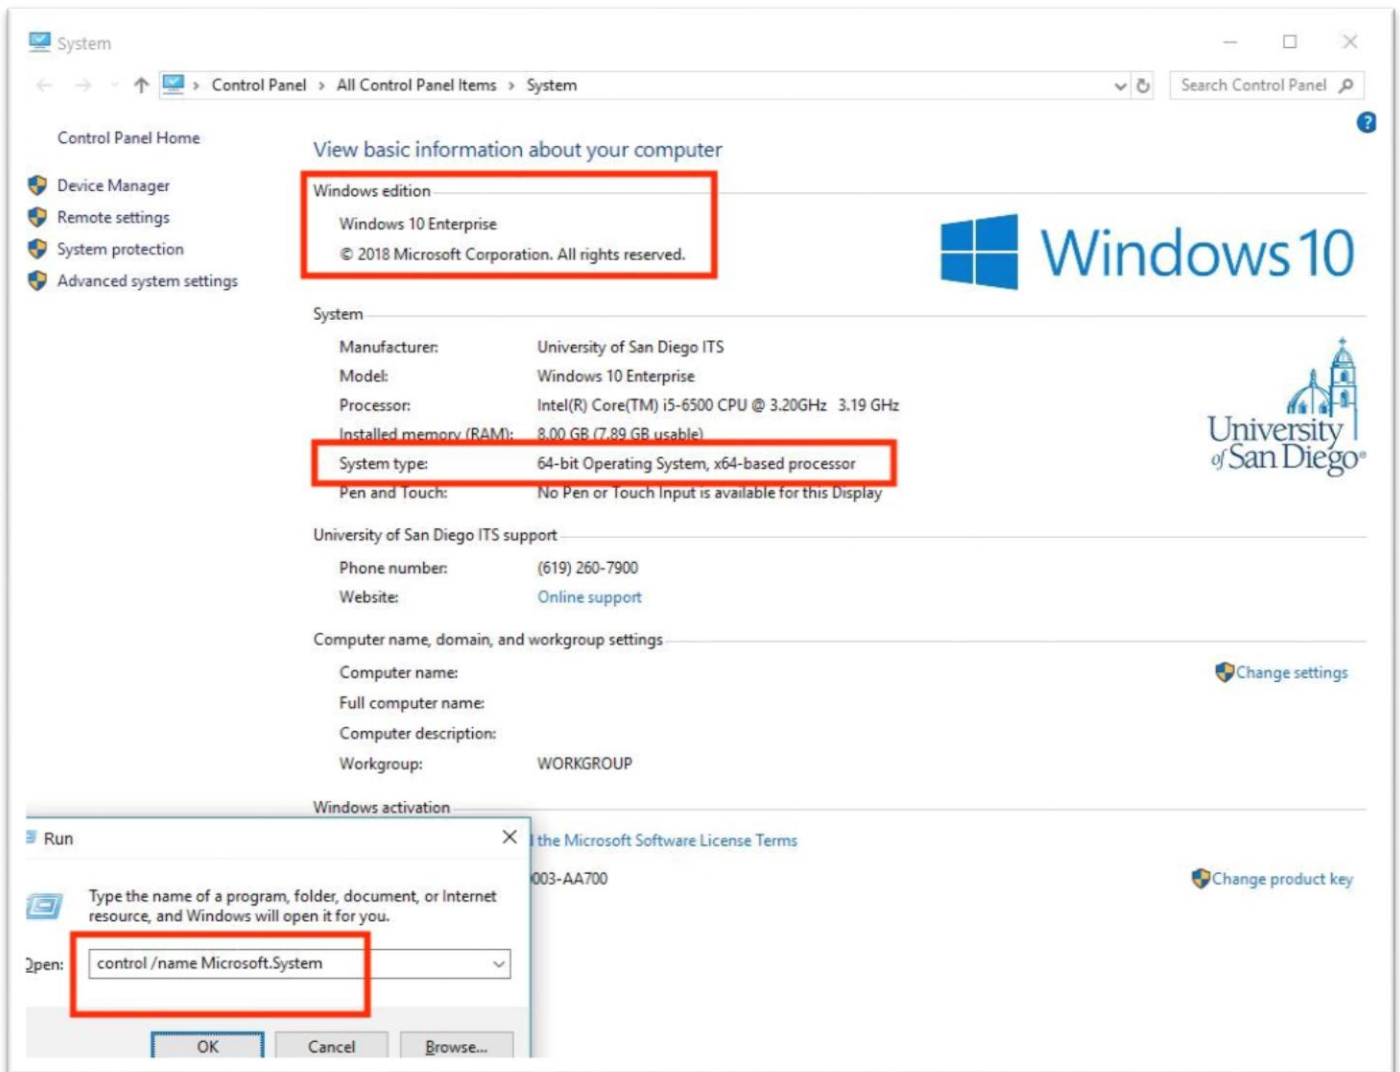 System
Control Panel > All Control Panel Items > System
Search Control Panel
Control Panel Home
Device Manager
Remote settings
System protection
Advanced system settings
View basic information about your computer
Windows edition
Windows 10 Enterprise
© 2018 Microsoft Corporation. All rights reserved.
Windows 10
System
Manufacturer: University of San Diego ITS
Model: Windows 10 Enterprise
Processor: Intel(R) Core(TM) i5-6500 CPU @ 3.20GHz 3.19 GHz
Installed memory (RAM): 8.00 GB (7.89 GB usable)
System type: 64-bit Operating System, x64-based processor
Pen and Touch: No Pen or Touch Input is available for this Display
University
of San Diego®
University of San Diego ITS support
Phone number: (619) 260-7900
Website: Online support
Computer name, domain, and workgroup settings
Computer name:
Change settings
Full computer name:
Computer description:
Workgroup: WORKGROUP
Windows activation
the Microsoft Software License Terms
003-AA700
Change product key
Run
Type the name of a program, folder, document, or Internet
resource, and Windows will open it for you.
Open: control /name Microsoft.System
OK Cancel Browse...